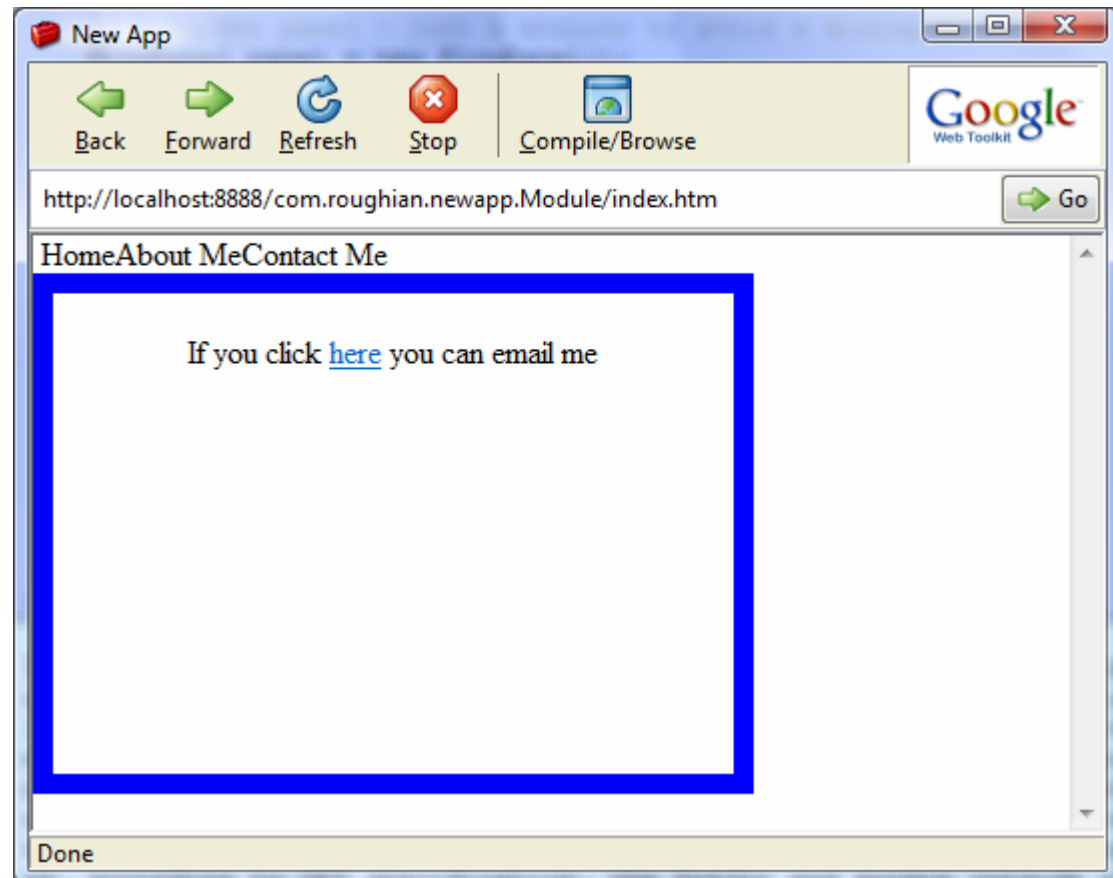 New App
Back Forward Refresh Stop Compile/Browse
Google
Web Toolkit
http://localhost:8888/com.roughian.newapp.Module/index.htm Go
HomeAbout MeContact Me
If you click here you can email me
Done